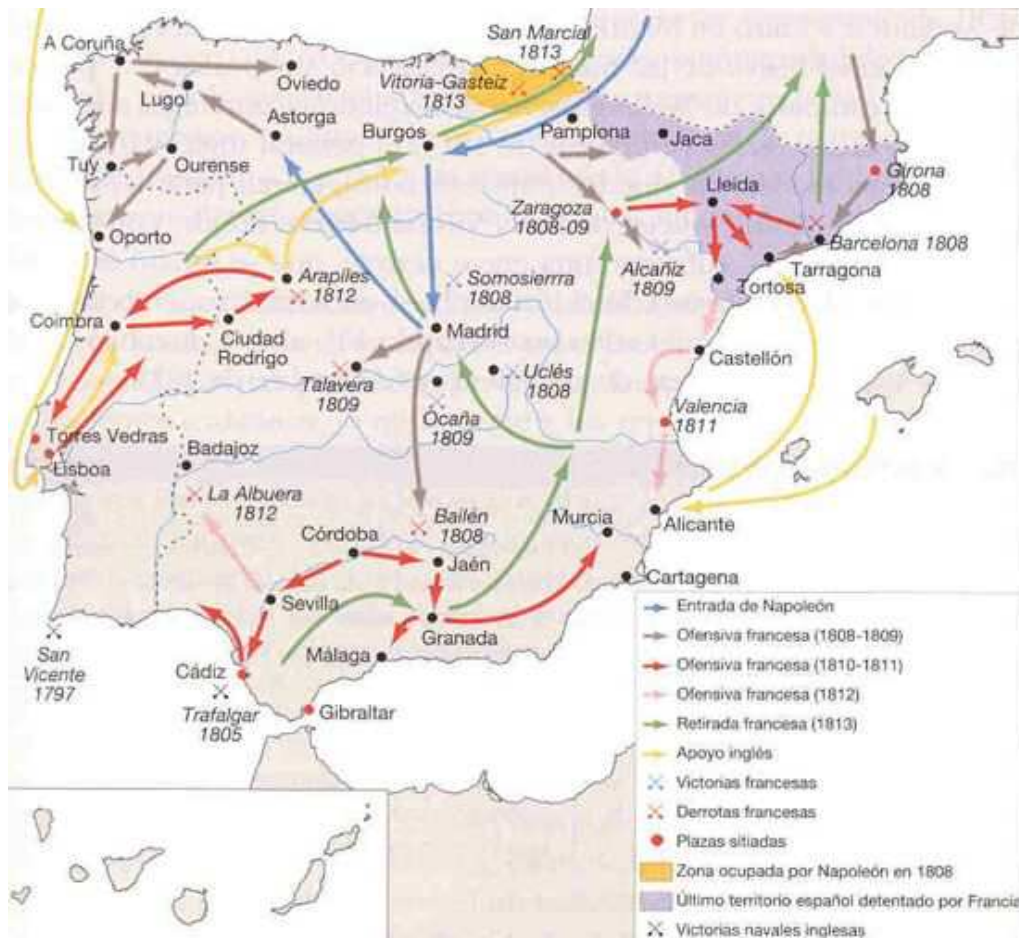 A Coruña
Oviedo
Lugo
Astorga
Tuy
Ourense
Oporto
San Marcial
1813
Vitoria-Gasteiz
1813
Burgos
Pamplona
Jaca
Girona
1808
Lleida
Zaragoza
1808-09
Barcelona 1808
Alcañiz
1809
Tarragona
Tortosa
Arapiles
1812
Somosierrra
1808
Coimbra
Ciudad
Rodrigo
Madrid
Castellón
Talavera
1809
Uclés
1808
Ocaña
1809
Valencia
1811
Torres Vedras
Lisboa
Badajoz
La Albuera
1812
Bailén
1808
Murcia
Alicante
Córdoba
Jaén
Cartagena
Sevilla
Granada
San
Vicente
1797
Málaga
Cádiz
Trafalgar
1805
Gibraltar
Entrada de Napoleón
Ofensiva francesa (1808-1809)
Ofensiva francesa (1810-1811)
Ofensiva francesa (1812)
Retirada francesa (1813)
Apoyo inglés
Victorias francesas
Derrotas francesas
Plazas sitiadas
Zona ocupada por Napoleón en 1808
Último territorio español detentado por Francia
Victorias navales inglesas